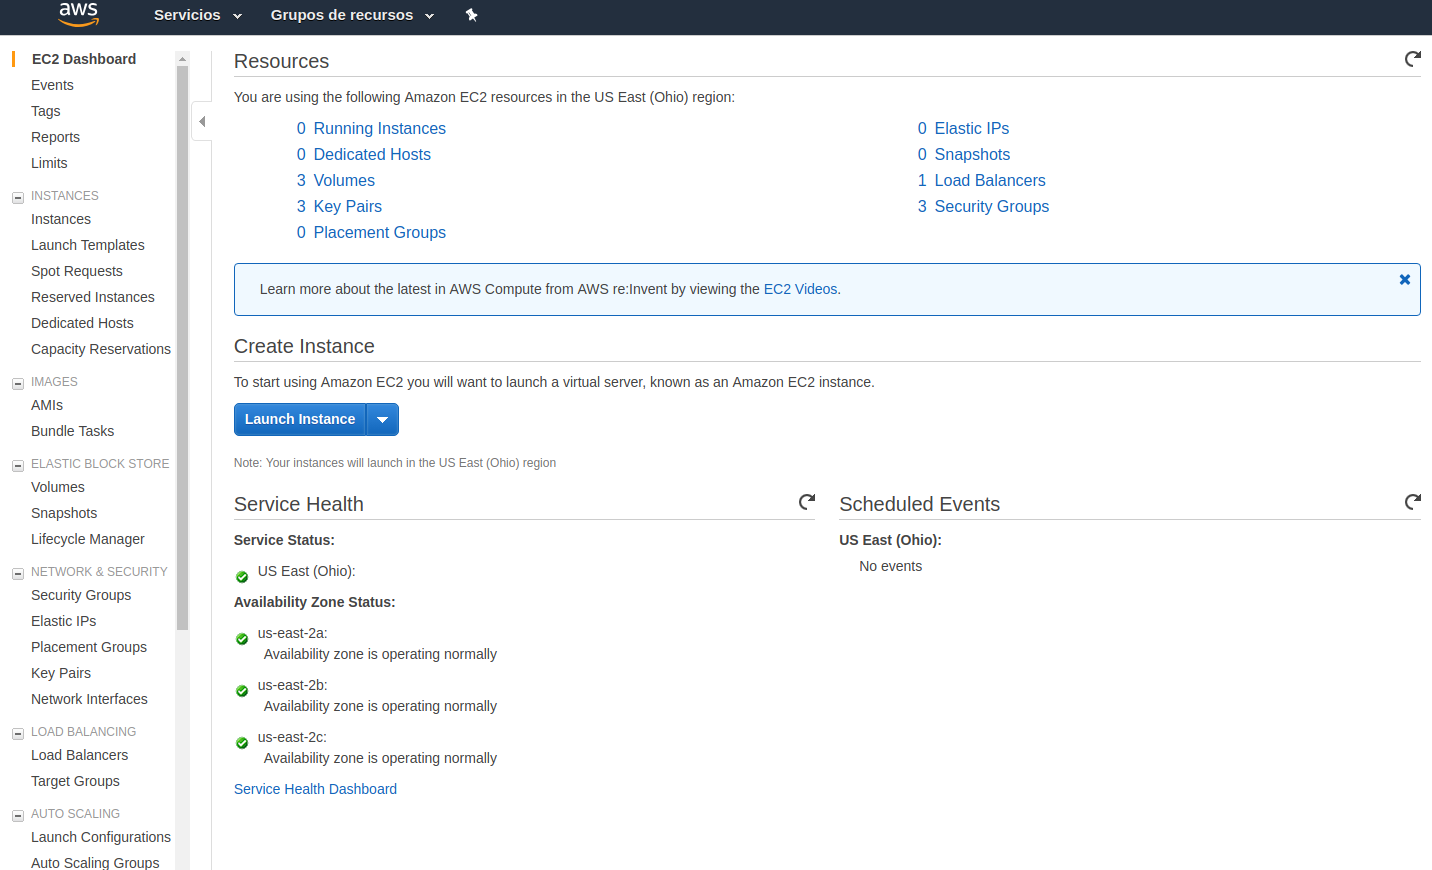 aws Servicios Grupos de recursos
EC2 Dashboard
Events
Tags
Reports
Limits
INSTANCES
Instances
Launch Templates
Spot Requests
Reserved Instances
Dedicated Hosts
Capacity Reservations
IMAGES
AMIs
Bundle Tasks
ELASTIC BLOCK STORE
Volumes
Snapshots
Lifecycle Manager
NETWORK & SECURITY
Security Groups
Elastic IPs
Placement Groups
Key Pairs
Network Interfaces
LOAD BALANCING
Load Balancers
Target Groups
AUTO SCALING
Launch Configurations
Auto Scaling Groups
Resources
You are using the following Amazon EC2 resources in the US East (Ohio) region:
0 Running Instances
0 Dedicated Hosts
3 Volumes
3 Key Pairs
0 Placement Groups
0 Elastic IPs
0 Snapshots
1 Load Balancers
3 Security Groups
Learn more about the latest in AWS Compute from AWS re:Invent by viewing the EC2 Videos.
Create Instance
To start using Amazon EC2 you will want to launch a virtual server, known as an Amazon EC2 instance.
Launch Instance
Note: Your instances will launch in the US East (Ohio) region
Service Health
Service Status:
US East (Ohio):
Availability Zone Status:
us-east-2a:
Availability zone is operating normally
us-east-2b:
Availability zone is operating normally
us-east-2c:
Availability zone is operating normally
Service Health Dashboard
Scheduled Events
US East (Ohio):
No events